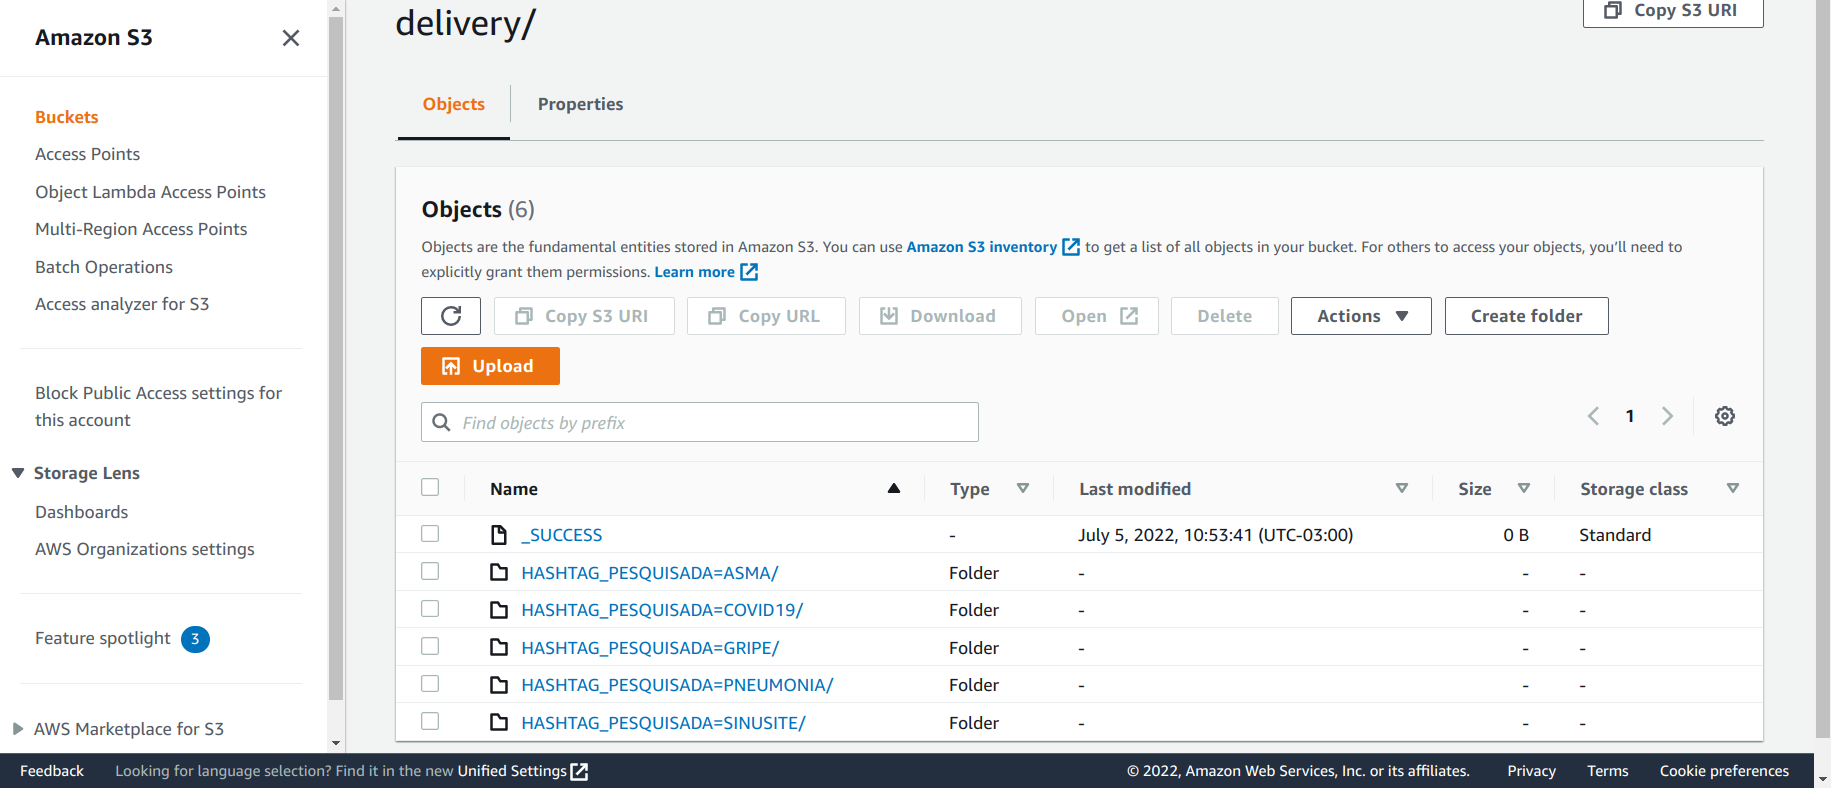 Amazon S3
Buckets
Access Points
Object Lambda Access Points
Multi-Region Access Points
Batch Operations
Access analyzer for S3
Block Public Access settings for
this account
Storage Lens
Dashboards
AWS Organizations settings
Feature spotlight 3
AWS Marketplace for S3
delivery/
Copy S3 URI
Objects Properties
Objects (6)
Objects are the fundamental entities stored in Amazon S3. You can use Amazon S3 inventory to get a list of all objects in your bucket. For others to access your objects, you'll need to
explicitly grant them permissions. Learn more
Copy S3 URI Copy URL Download Open Delete Actions Create folder
Upload
Find objects by prefix 1
Name Type Last modified Size Storage class
_SUCCESS - July 5, 2022, 10:53:41 (UTC-03:00) 0 B Standard
HASHTAG_PESQUISADA=ASMA/ Folder - - -
HASHTAG_PESQUISADA=COVID19/ Folder - - -
HASHTAG_PESQUISADA=GRIPE/ Folder - - -
HASHTAG_PESQUISADA=PNEUMONIA/ Folder - - -
HASHTAG_PESQUISADA=SINUSITE/ Folder - - -
Feedback Looking for language selection? Find it in the new Unified Settings © 2022, Amazon Web Services, Inc. or its affiliates. Privacy Terms Cookie preferences